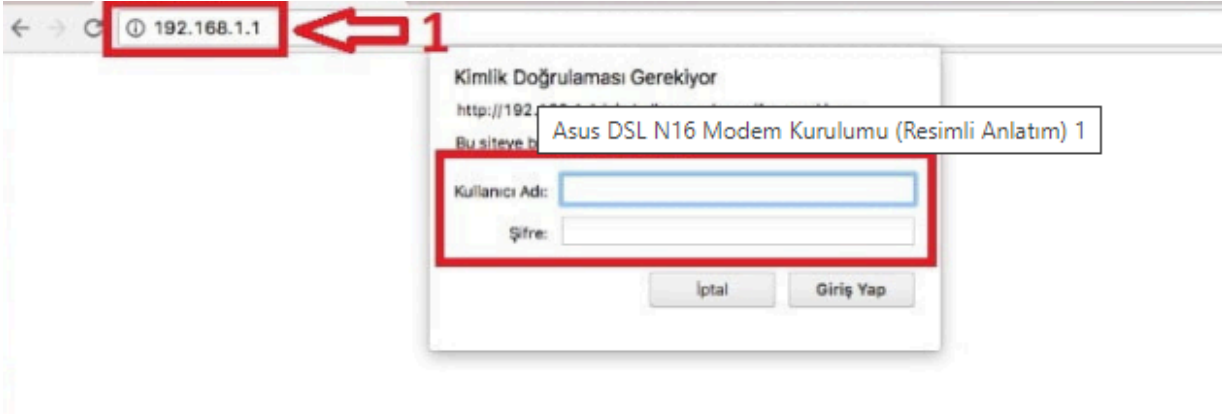 192.168.1.1
1
Kimlik Doğrulaması Gerekiyor
http://192.
Asus DSL N16 Modem Kurulumu (Resimli Anlatım) 1
Bu siteye b
Kullanıcı Adı:
Şifre:
İptal
Giriş Yap